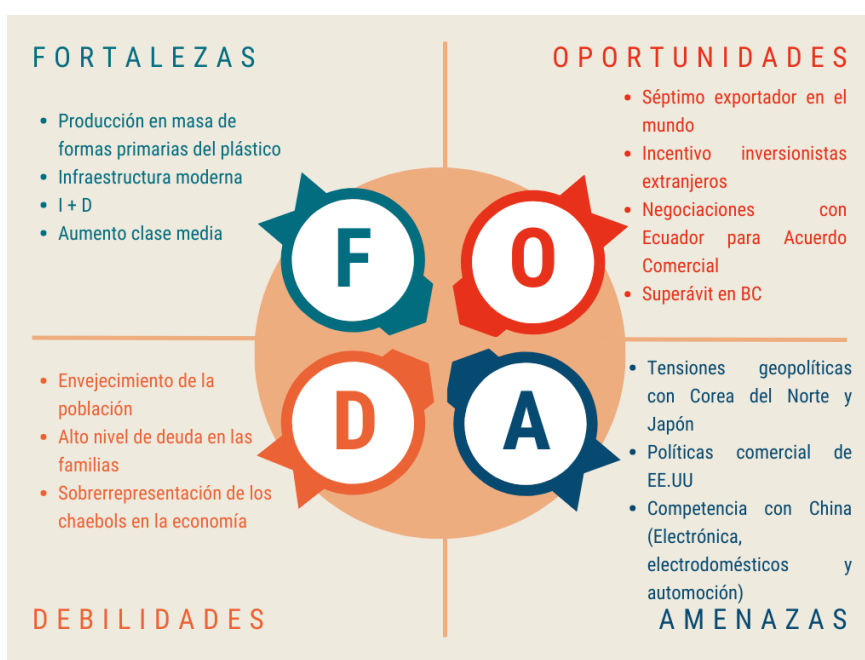 FORTALEZAS
• Producción en masa de
formas primarias del plástico
• Infraestructura moderna
• I + D
• Aumento clase media
OPORTUNIDADES
• Séptimo exportador en el
mundo
• Incentivo inversionistas
extranjeros
• Negociaciones con
Ecuador para Acuerdo
Comercial
• Superávit en BC
F
O
D
A
• Envejecimiento de la
población
• Alto nivel de deuda en las
familias
• Sobrerrepresentación de los
chaebols en la economía
DEBILIDADES
• Tensiones geopolíticas
con Corea del Norte y
Japón
• Políticas comercial de
EE.UU
• Competencia con China
(Electrónica,
electrodomésticos y
automoción)
AMENAZAS